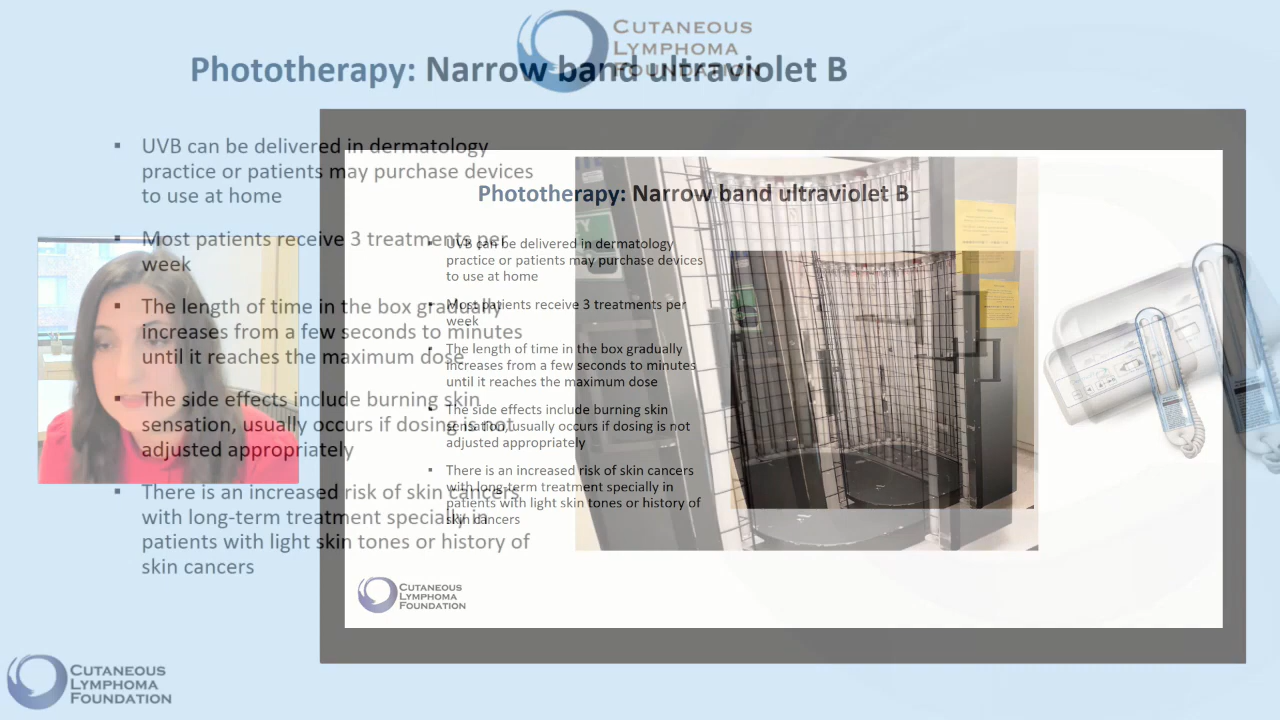 CUTANEOUS
LYMPHOMA
FOUNDATION
Phototherapy: Narrow band ultraviolet B
▪ UVB can be delivered in dermatology
practice or patients may purchase devices
to use at home
▪ Most patients receive 3 treatments per
week
▪ The length of time in the box gradually
increases from a few seconds to minutes
until it reaches the maximum dose
▪ The side effects include burning skin
sensation, usually occurs if dosing is not
adjusted appropriately
▪ There is an increased risk of skin cancers
with long-term treatment specially in
patients with light skin tones or history of
skin cancers
CUTANEOUS
LYMPHOMA
FOUNDATION
Phototherapy: Narrow band ultraviolet B
▪ UVB can be delivered in dermatology
practice or patients may purchase devices
to use at home
▪ Most patients receive 3 treatments per
week
▪ The length of time in the box gradually
increases from a few seconds to minutes
until it reaches the maximum dose
▪ The side effects include burning skin
sensation, usually occurs if dosing is not
adjusted appropriately
▪ There is an increased risk of skin cancers
with long-term treatment specially in
patients with light skin tones or history of
skin cancers
CUTANEOUS
LYMPHOMA
FOUNDATION